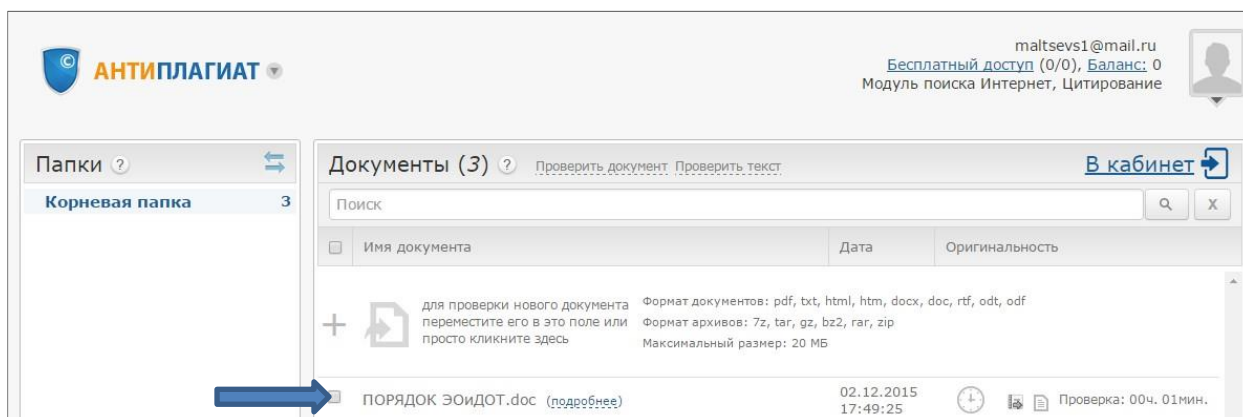 maltsevs1@mail.ru
Бесплатный доступ (0/0), Баланс: 0
Модуль поиска Интернет, Цитирование
© АНТИПЛАГИАТ
Папки ?
Корневая папка 3
Документы (3) ? Проверить документ Проверить текст В кабинет
Поиск X
Имя документа Дата Оригинальность
для проверки нового документа
переместите его в это поле или
просто кликните здесь
Формат документов: pdf, txt, html, htm, docx, doc, rtf, odt, odf
Формат архивов: 7z, tar, gz, bz2, rar, zip
Максимальный размер: 20 МБ
ПОРЯДОК ЭОиДОТ.doc (подробнее)
02.12.2015
17:49:25
Проверка: 00ч. 01мин.